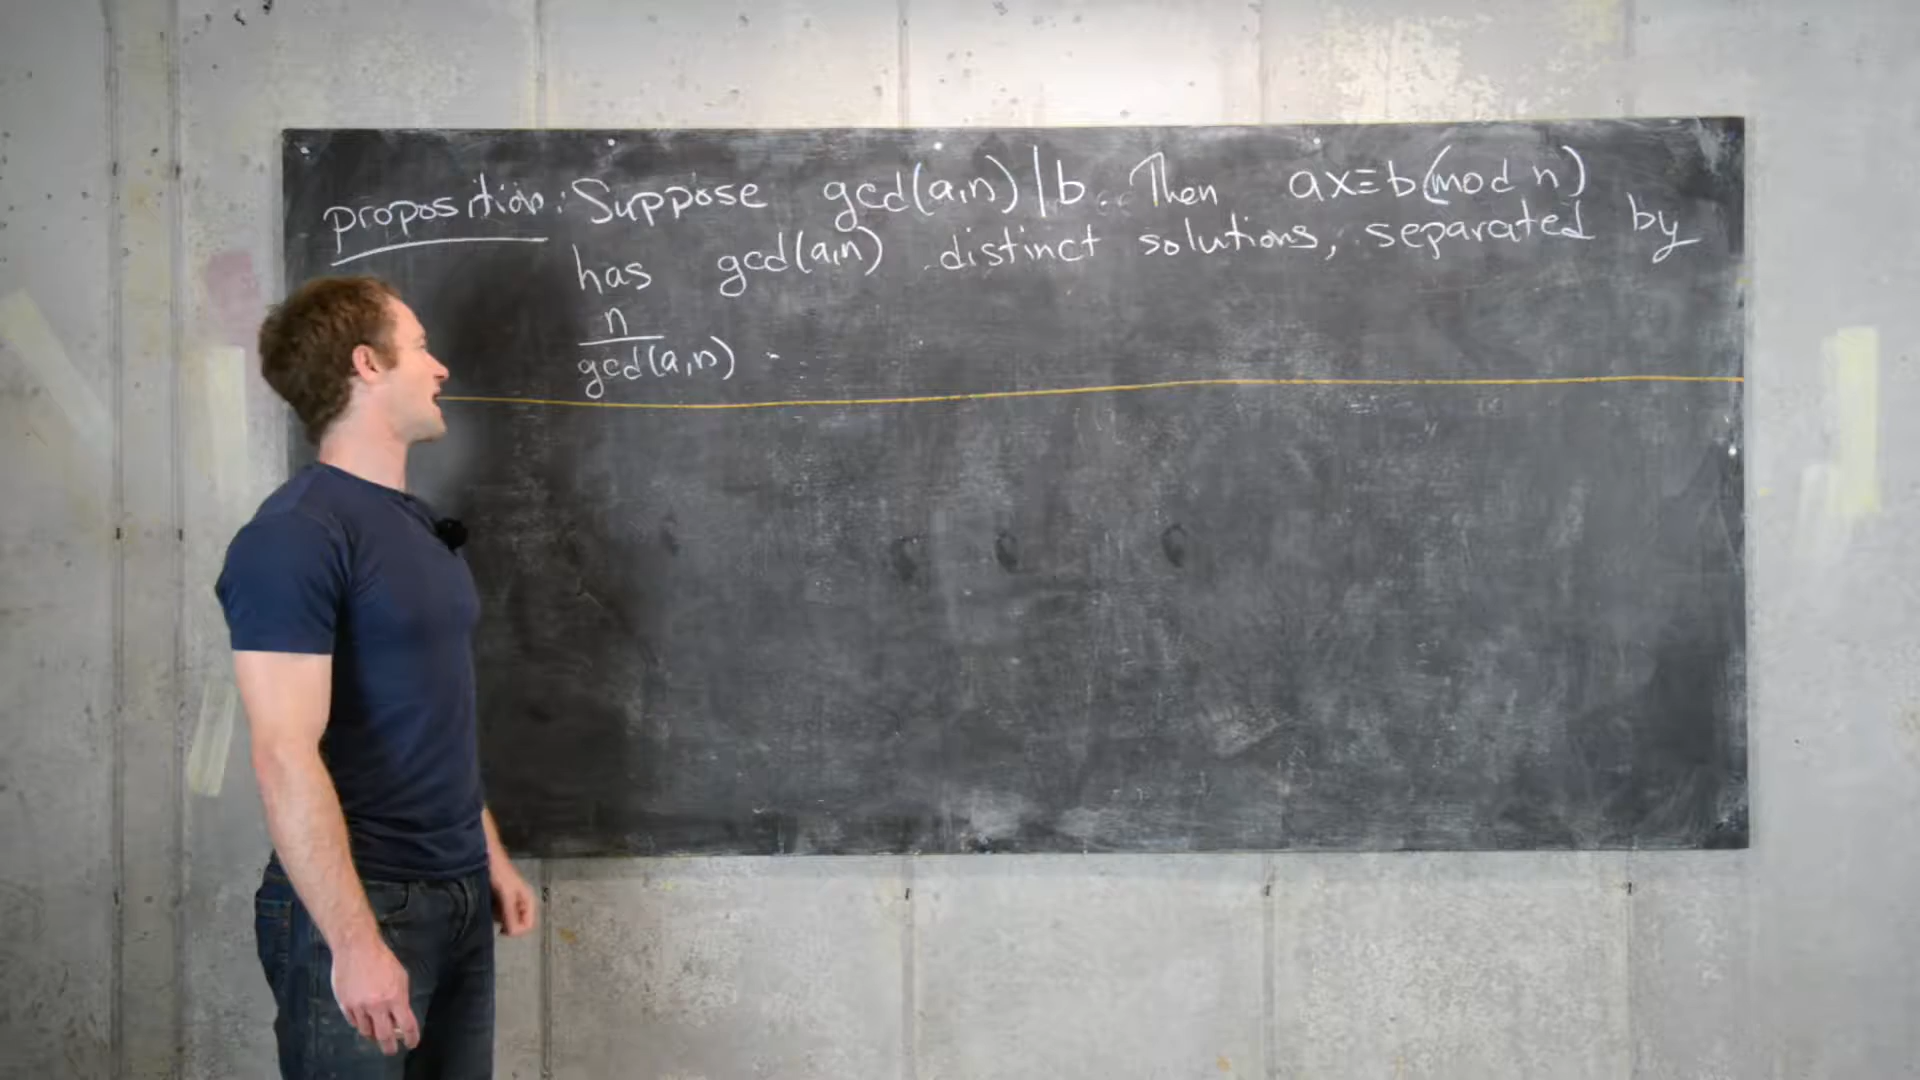 proposition: Suppose gcd(a,n) | b. Then ax≡b(mod n)
has gcd(a,n) distinct solutions, separated by
n
gcd(a,n)